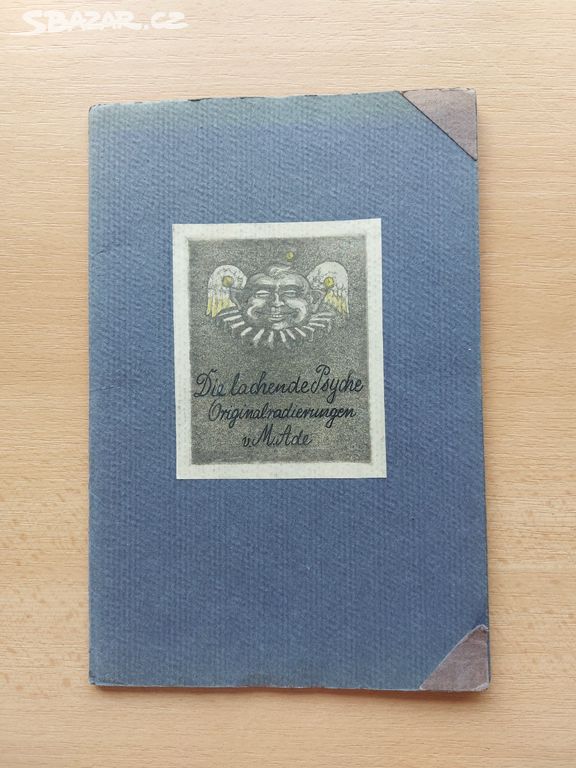 SBAZAR.CZ
Die lachende Psyche
Originalradierungen
v. M. Ade